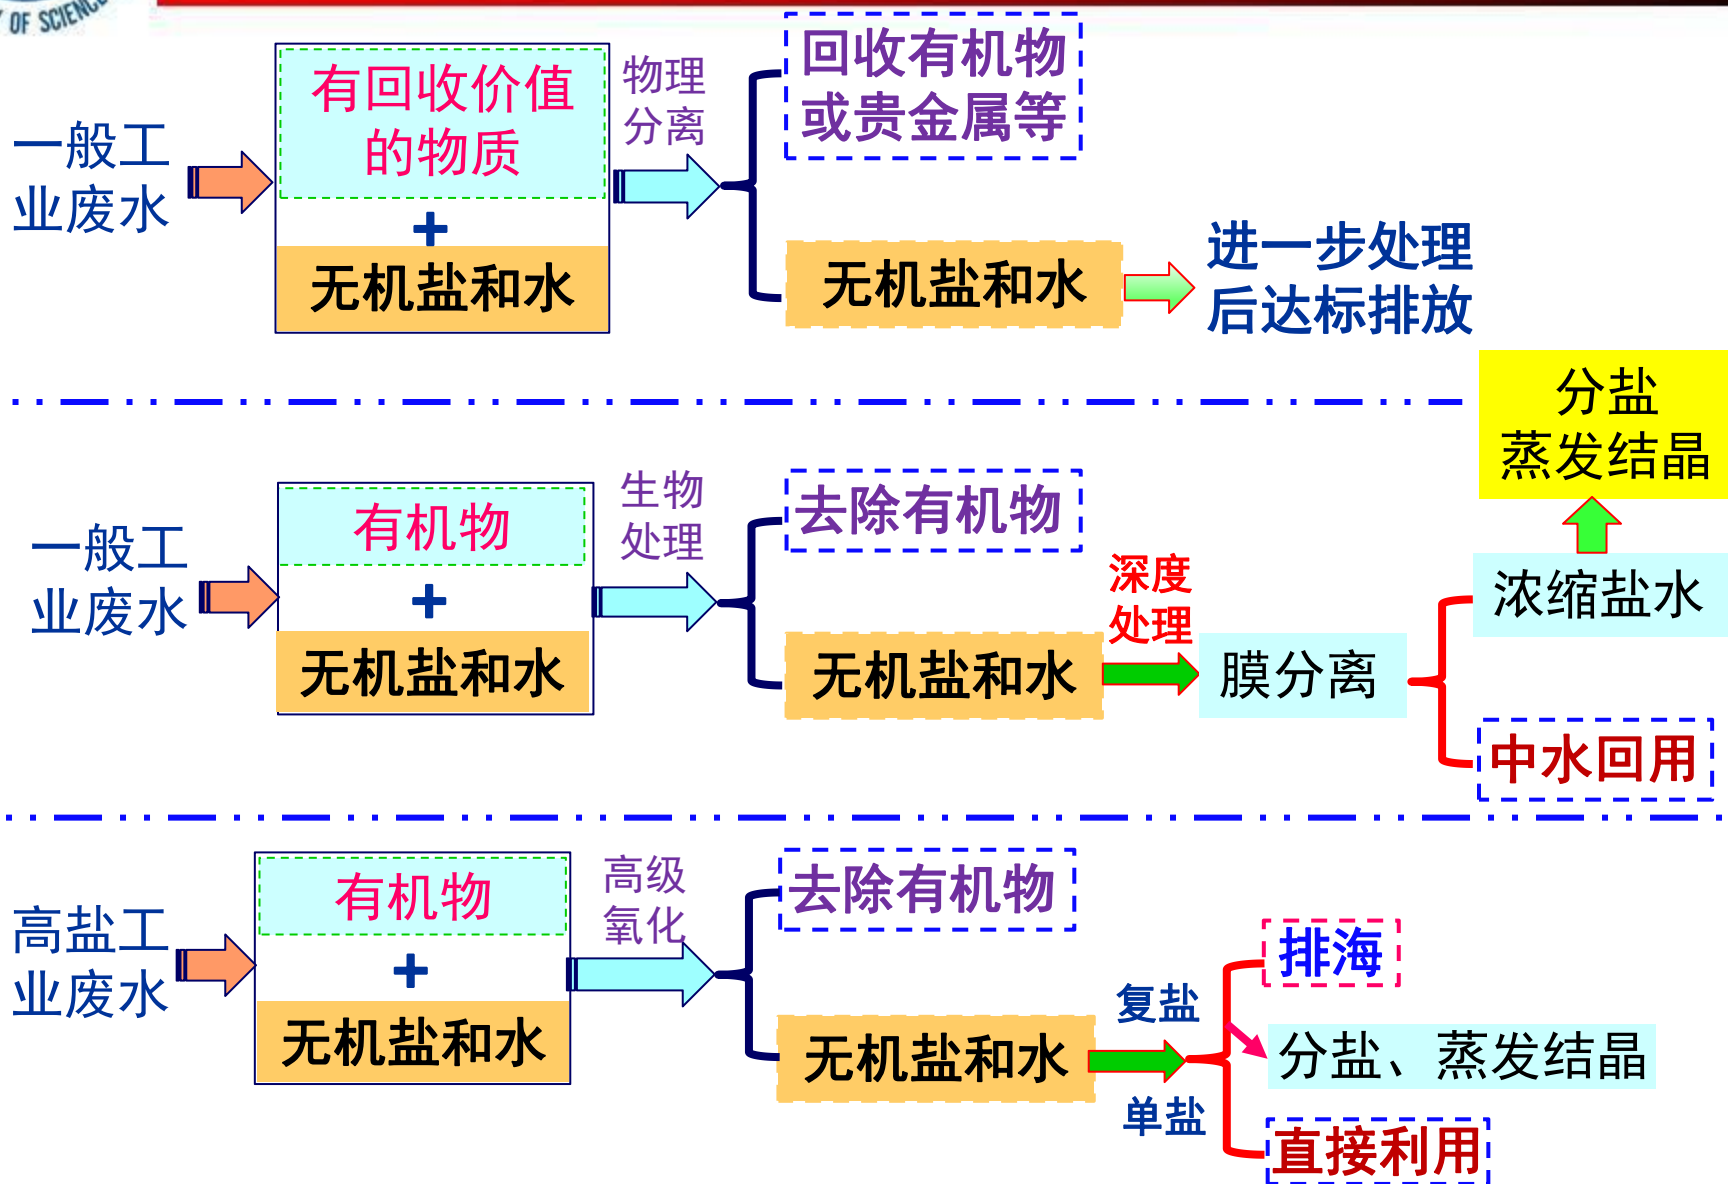 Y OF SCIENC
一般工
业废水
有回收价值
的物质
+
无机盐和水
物理
分离
回收有机物
或贵金属等
无机盐和水
进一步处理
后达标排放
一般工
业废水
有机物
+
无机盐和水
生物
处理
去除有机物
无机盐和水
深度
处理
膜分离
分盐
蒸发结晶
浓缩盐水
中水回用
高盐工
业废水
有机物
+
无机盐和水
高级
氧化
去除有机物
无机盐和水
复盐
单盐
排海
分盐、蒸发结晶
直接利用